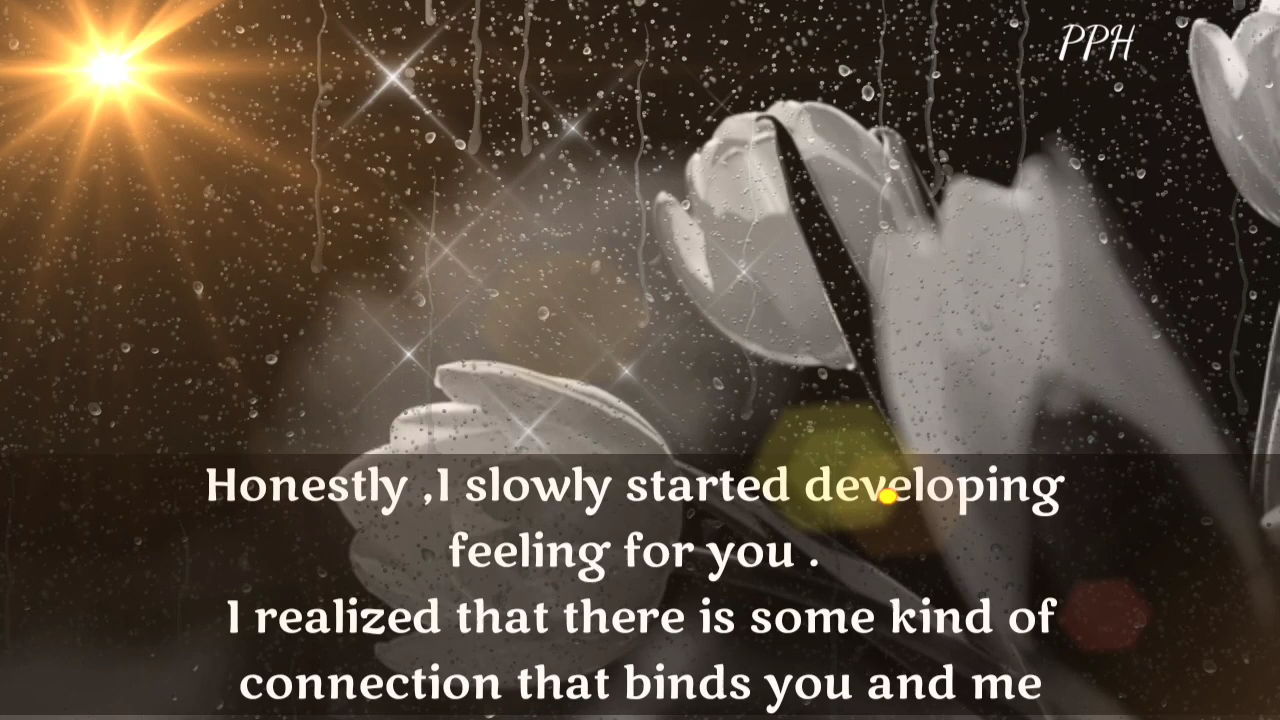 PPH
Honestly ,I slowly started developing
feeling for you .
I realized that there is some kind of
connection that binds you and me